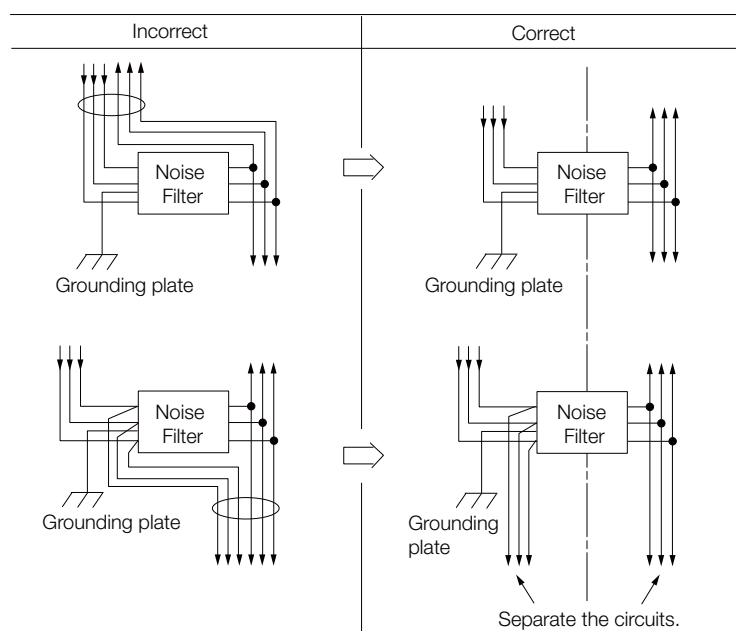 Incorrect
Correct
Noise
Filter
Grounding plate
Noise
Filter
Grounding plate
Noise
Filter
Grounding plate
Noise
Filter
Grounding
plate
Separate the circuits.